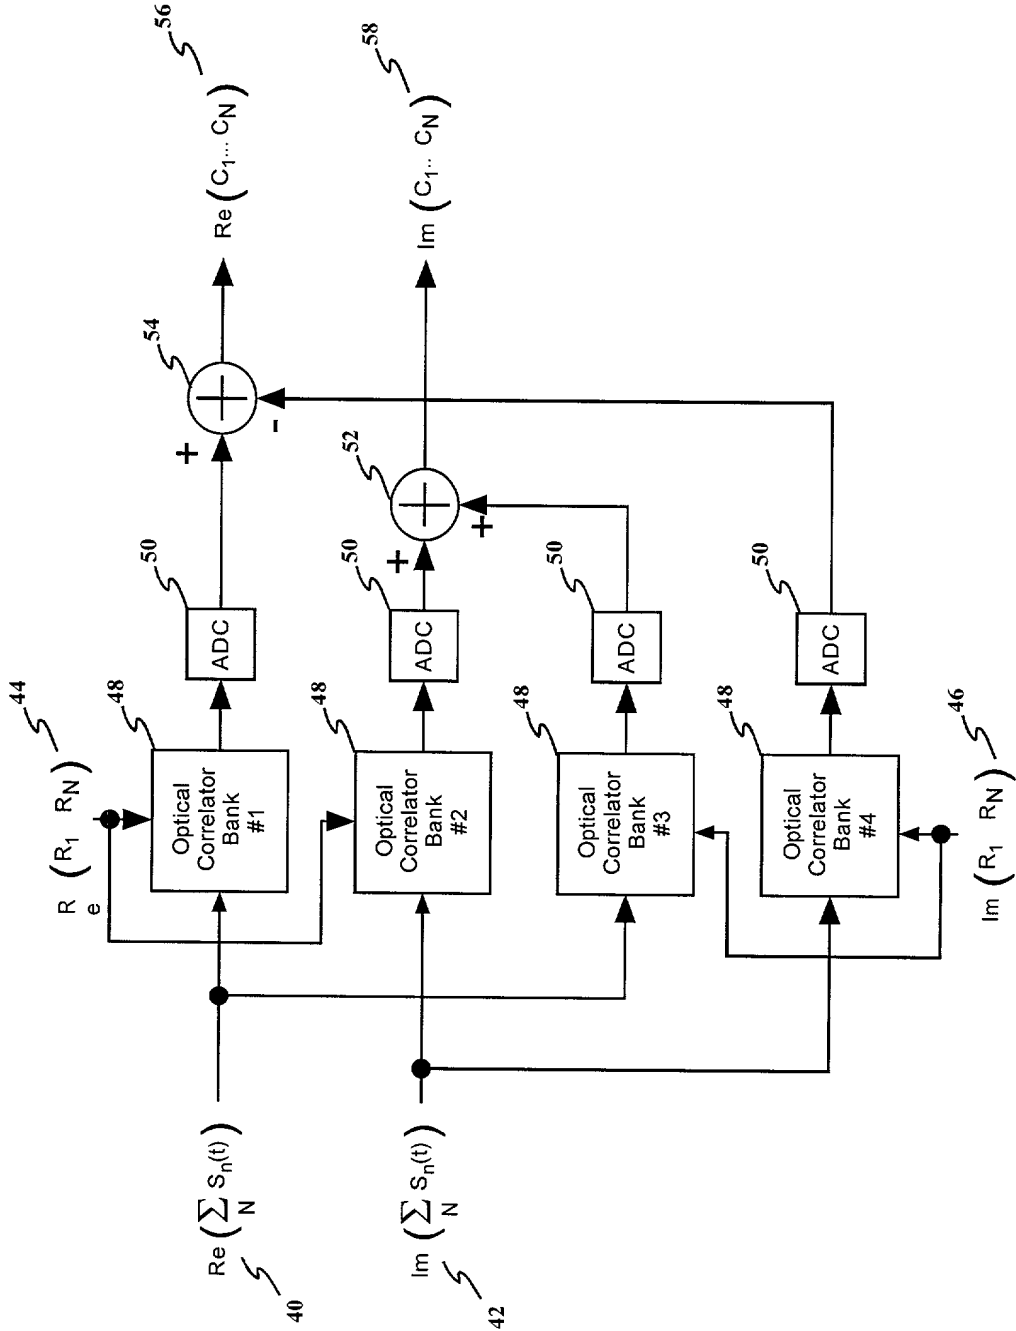 44
Re (R1 RN)
48
Optical
Correlator
Bank
#1
50
ADC
+
-
54
Re (C1... CN)
56
Re (∑ Sn(t))
N
40
48
Optical
Correlator
Bank
#2
50
ADC
+
+
52
Im (C1.. CN)
58
Im (∑ Sn(t))
N
42
48
Optical
Correlator
Bank
#3
50
ADC
48
Optical
Correlator
Bank
#4
50
ADC
Im (R1 RN)
46